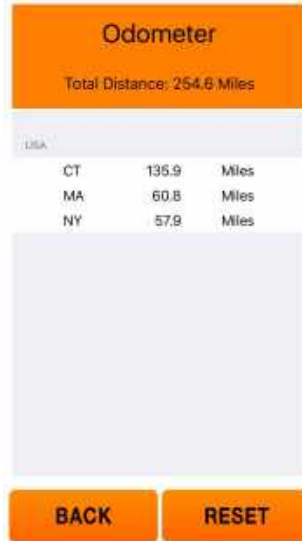 Odometer
Total Distance: 254.6 Miles
USA
CT 135.9 Miles
MA 60.8 Miles
NY 57.9 Miles
BACK RESET